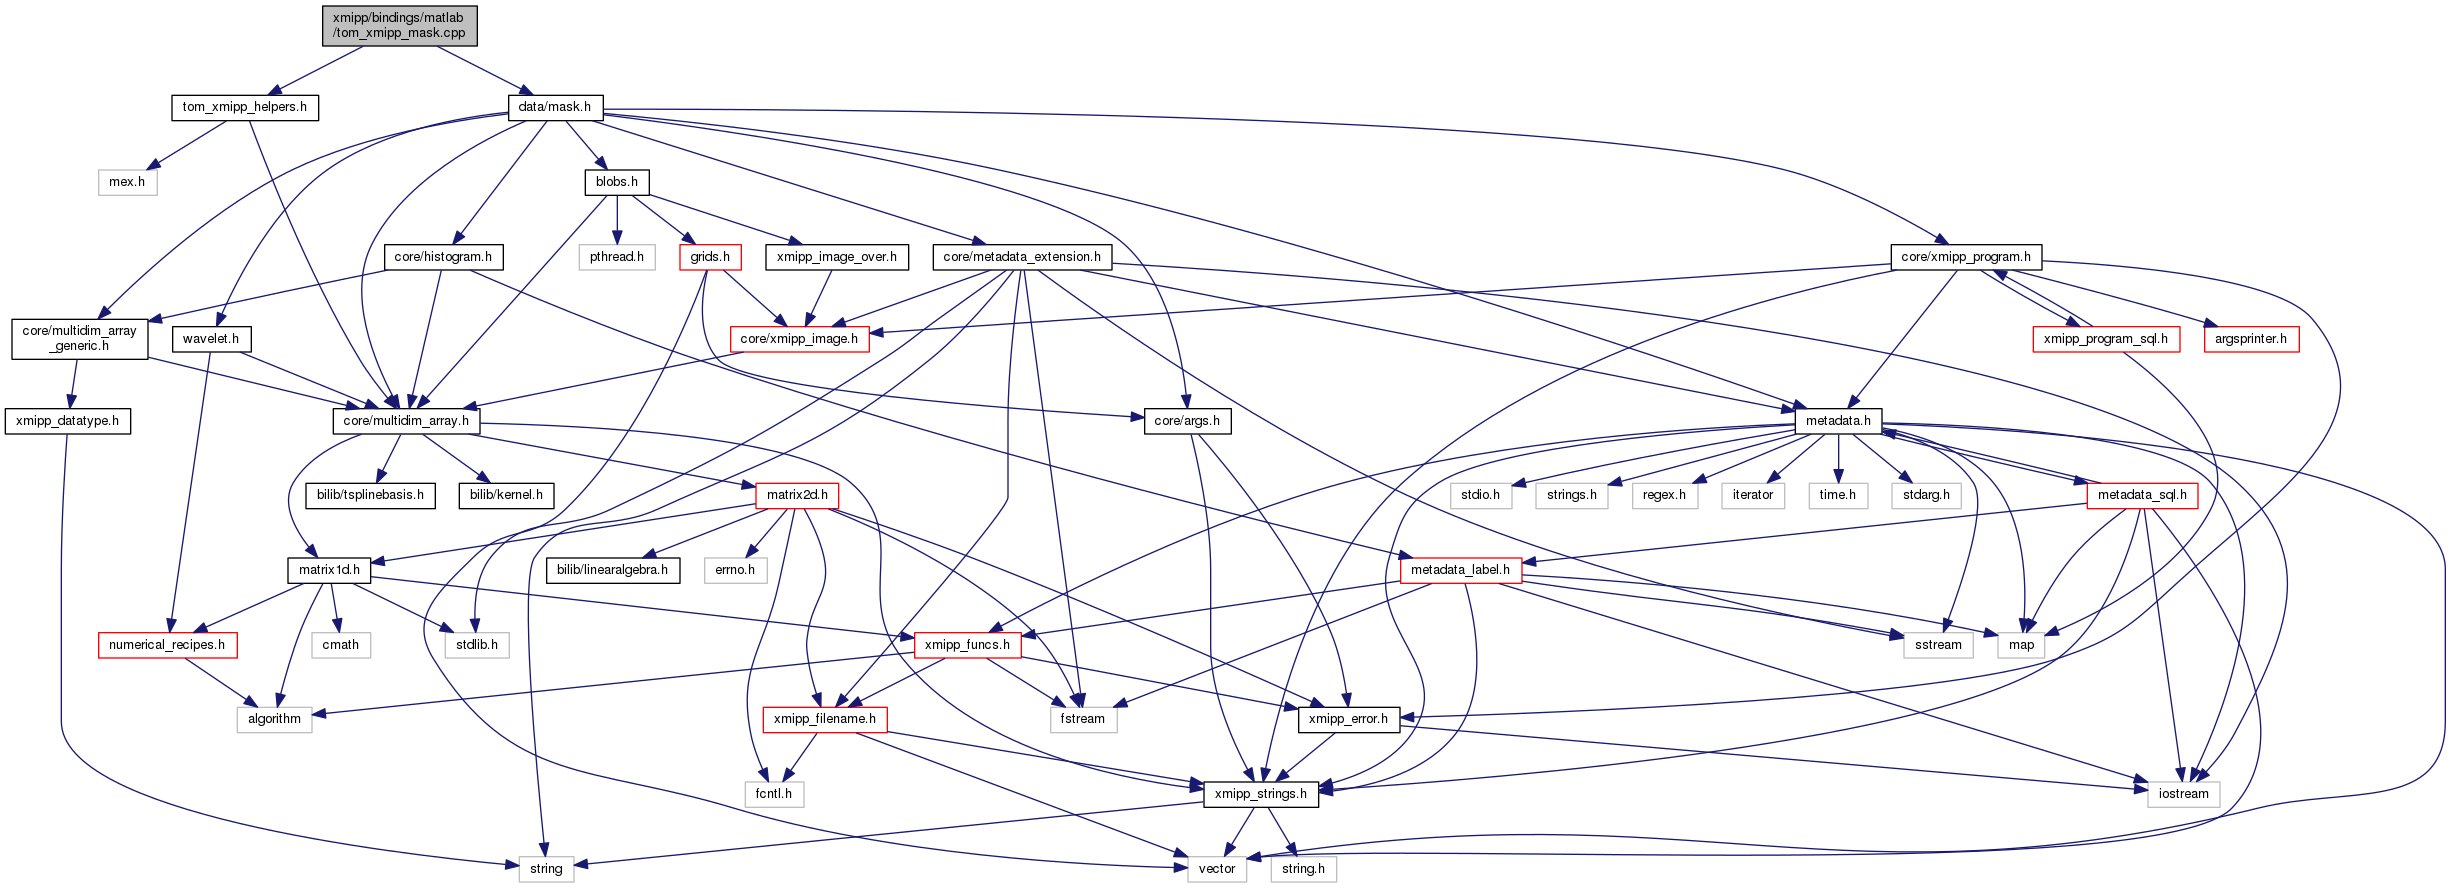 xmipp/bindings/matlab
/tom_xmipp_mask.cpp
tom_xmipp_helpers.h
data/mask.h
mex.h
blobs.h
core/histogram.h
pthread.h
grids.h
xmipp_image_over.h
core/metadata_extension.h
core/xmipp_program.h
core/multidim_array
_generic.h
wavelet.h
core/xmipp_image.h
xmipp_program_sql.h
argsprinter.h
xmipp_datatype.h
core/multidim_array.h
core/args.h
metadata.h
bilib/tsplinebasis.h
bilib/kernel.h
matrix2d.h
stdio.h
strings.h
regex.h
iterator
time.h
stdarg.h
metadata_sql.h
matrix1d.h
bilib/linearalgebra.h
errno.h
metadata_label.h
numerical_recipes.h
cmath
stdlib.h
xmipp_funcs.h
sstream
map
algorithm
xmipp_filename.h
fstream
xmipp_error.h
fcntl.h
xmipp_strings.h
iostream
string
vector
string.h